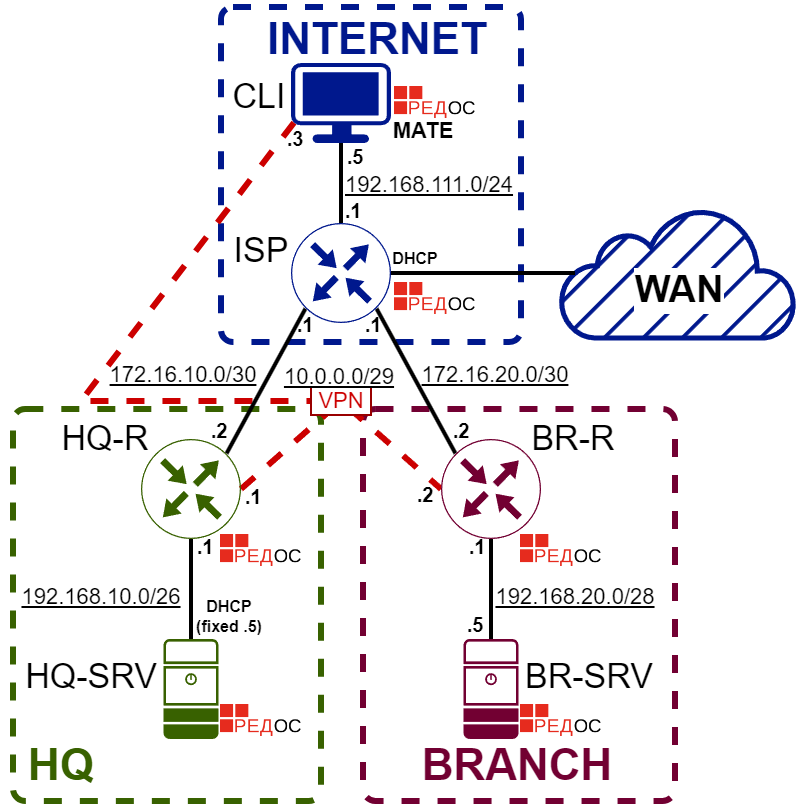 INTERNET
CLI
РЕДОС
MATE
.3
.5
192.168.111.0/24
.1
ISP
DHCP
РЕДОС
WAN
.1
.1
172.16.10.0/30
10.0.0.0/29
172.16.20.0/30
VPN
HQ-R
.2
.2
BR-R
.1
.2
.1
РЕДОС
.1
РЕДОС
192.168.10.0/26
DHCP
(fixed .5)
192.168.20.0/28
.5
HQ-SRV
РЕДОС
BR-SRV
РЕДОС
HQ
BRANCH